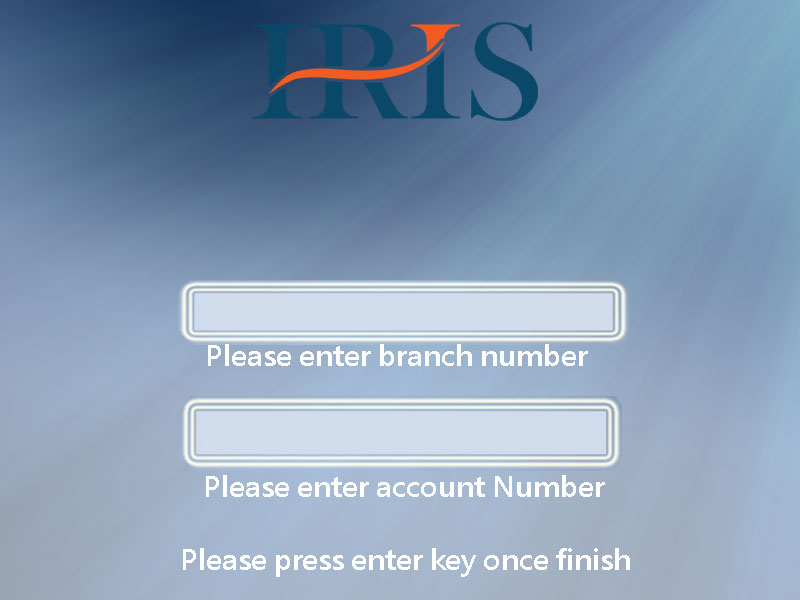 IRIS
Please enter branch number
Please enter account Number
Please press enter key once finish